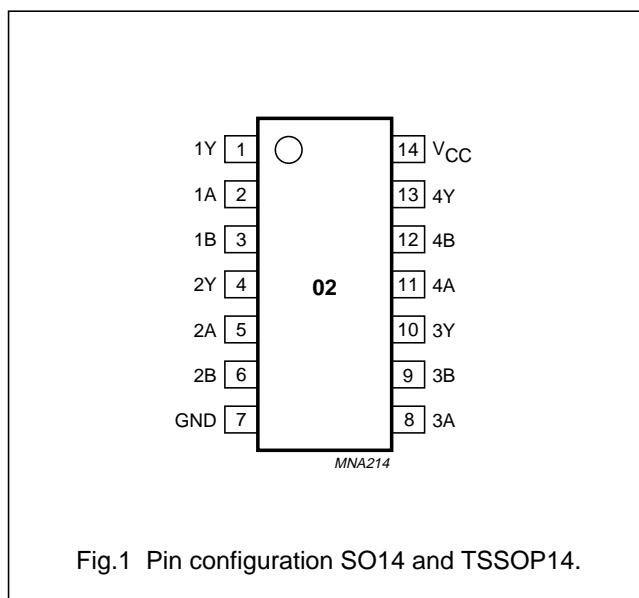 1Y 1 14 VCC
1A 2 13 4Y
1B 3 12 4B
2Y 4 02 11 4A
2A 5 10 3Y
2B 6 9 3B
GND 7 8 3A
MNA214
Fig.1 Pin configuration SO14 and TSSOP14.